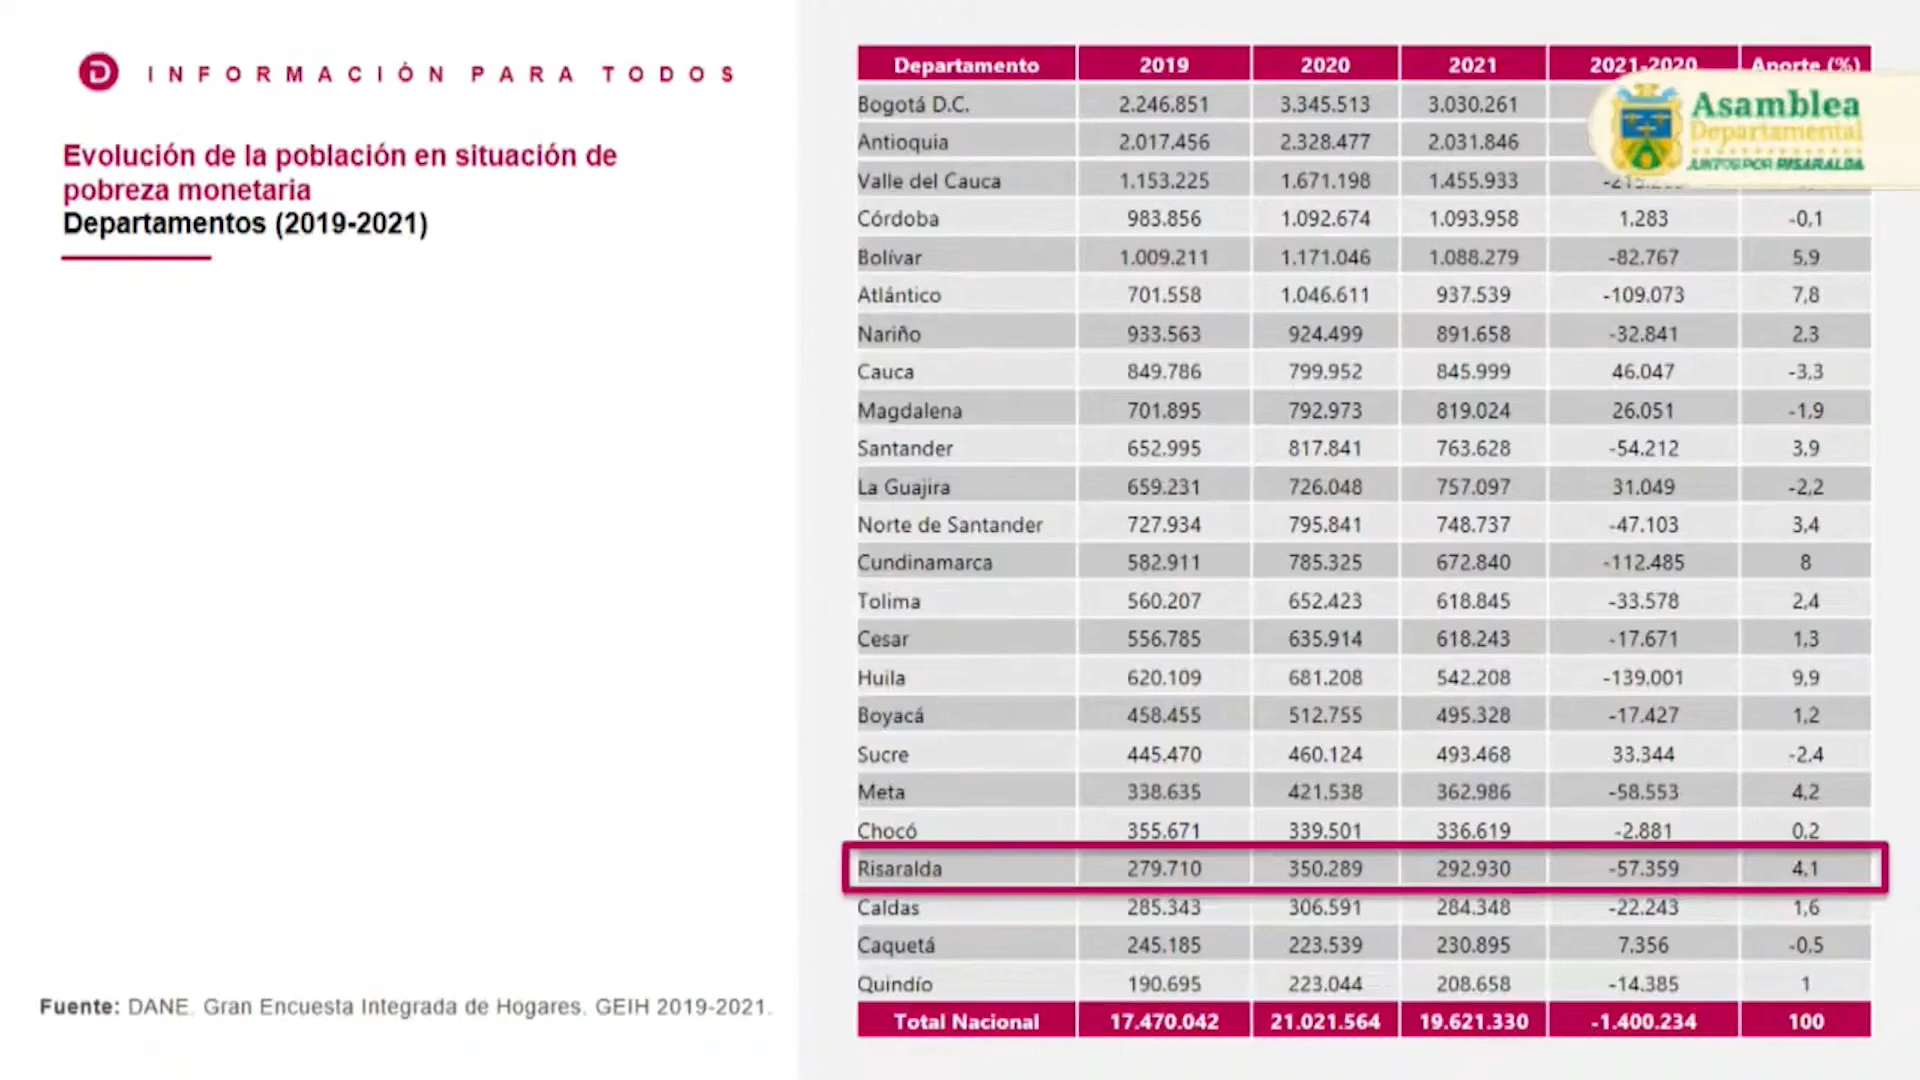 INFORMACIÓN PARA TODOS
Evolución de la población en situación de
pobreza monetaria
Departamentos (2019-2021)
Departamento 2019 2020 2021 2021-2020 Aporte (%)
Bogotá D.C. 2.246.851 3.345.513 3.030.261
Antioquia 2.017.456 2.328.477 2.031.846
Valle del Cauca 1.153.225 1.671.198 1.455.933
Córdoba 983.856 1.092.674 1.093.958 1.283 -0,1
Bolívar 1.009.211 1.171.046 1.088.279 -82.767 5,9
Atlántico 701.558 1.046.611 937.539 -109.073 7,8
Nariño 933.563 924.499 891.658 -32.841 2,3
Cauca 849.786 799.952 845.999 46.047 -3,3
Magdalena 701.895 792.973 819.024 26.051 -1,9
Santander 652.995 817.841 763.628 -54.212 3,9
La Guajira 659.231 726.048 757.097 31.049 -2,2
Norte de Santander 727.934 795.841 748.737 -47.103 3,4
Cundinamarca 582.911 785.325 672.840 -112.485 8
Tolima 560.207 652.423 618.845 -33.578 2,4
Cesar 556.785 635.914 618.243 -17.671 1,3
Huila 620.109 681.208 542.208 -139.001 9,9
Boyacá 458.455 512.755 495.328 -17.427 1,2
Sucre 445.470 460.124 493.468 33.344 -2,4
Meta 338.635 421.538 362.986 -58.553 4,2
Chocó 355.671 339.501 336.619 -2.881 0,2
Risaralda 279.710 350.289 292.930 -57.359 4,1
Caldas 285.343 306.591 284.348 -22.243 1,6
Caquetá 245.185 223.539 230.895 7.356 -0,5
Quindío 190.695 223.044 208.658 -14.385 1
Total Nacional 17.470.042 21.021.564 19.621.330 -1.400.234 100
Asamblea
Departamental
JUNTOS POR RISARALDA
Fuente: DANE. Gran Encuesta Integrada de Hogares. GEIH 2019-2021.